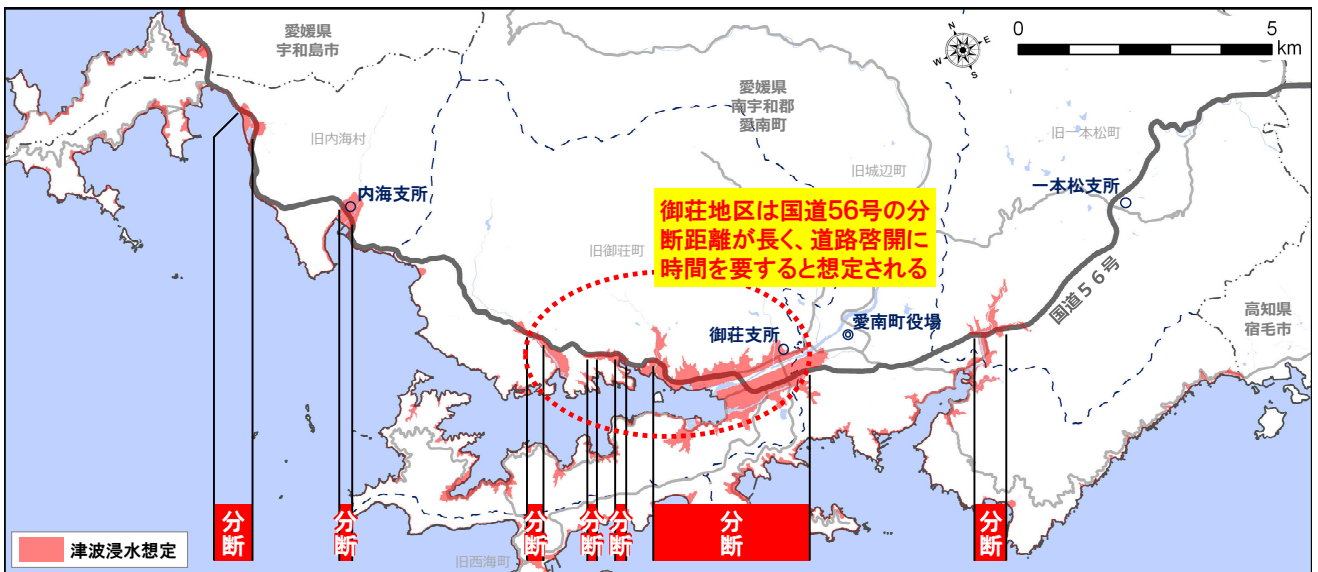 愛媛県
宇和島市
愛媛県
南宇和郡
愛南町
N
E
W
S
0
5
km
旧内海村
旧一本松町
旧城辺町
内海支所
一本松支所
御荘地区は国道56号の分
断距離が長く、道路啓開に
時間を要すると想定される
旧御荘町
国道56号
高知県
宿毛市
御荘支所
愛南町役場
分断
分断
分断
分断
分断
分断
分断
津波浸水想定
旧西海町